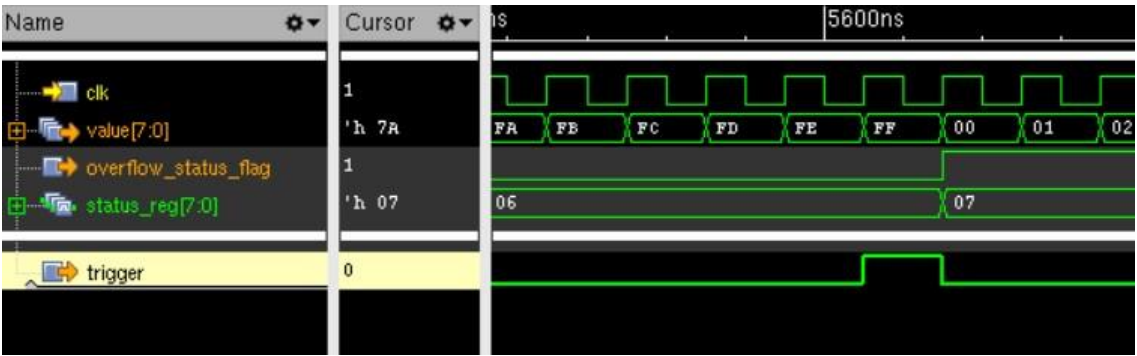 Name Cursor ns 5600ns
clk 1
value[7:0] 'h 7A FA FB FC FD FE FF 00 01 02
overflow_status_flag 1
status_reg[7:0] 'h 07 06 07
trigger 0